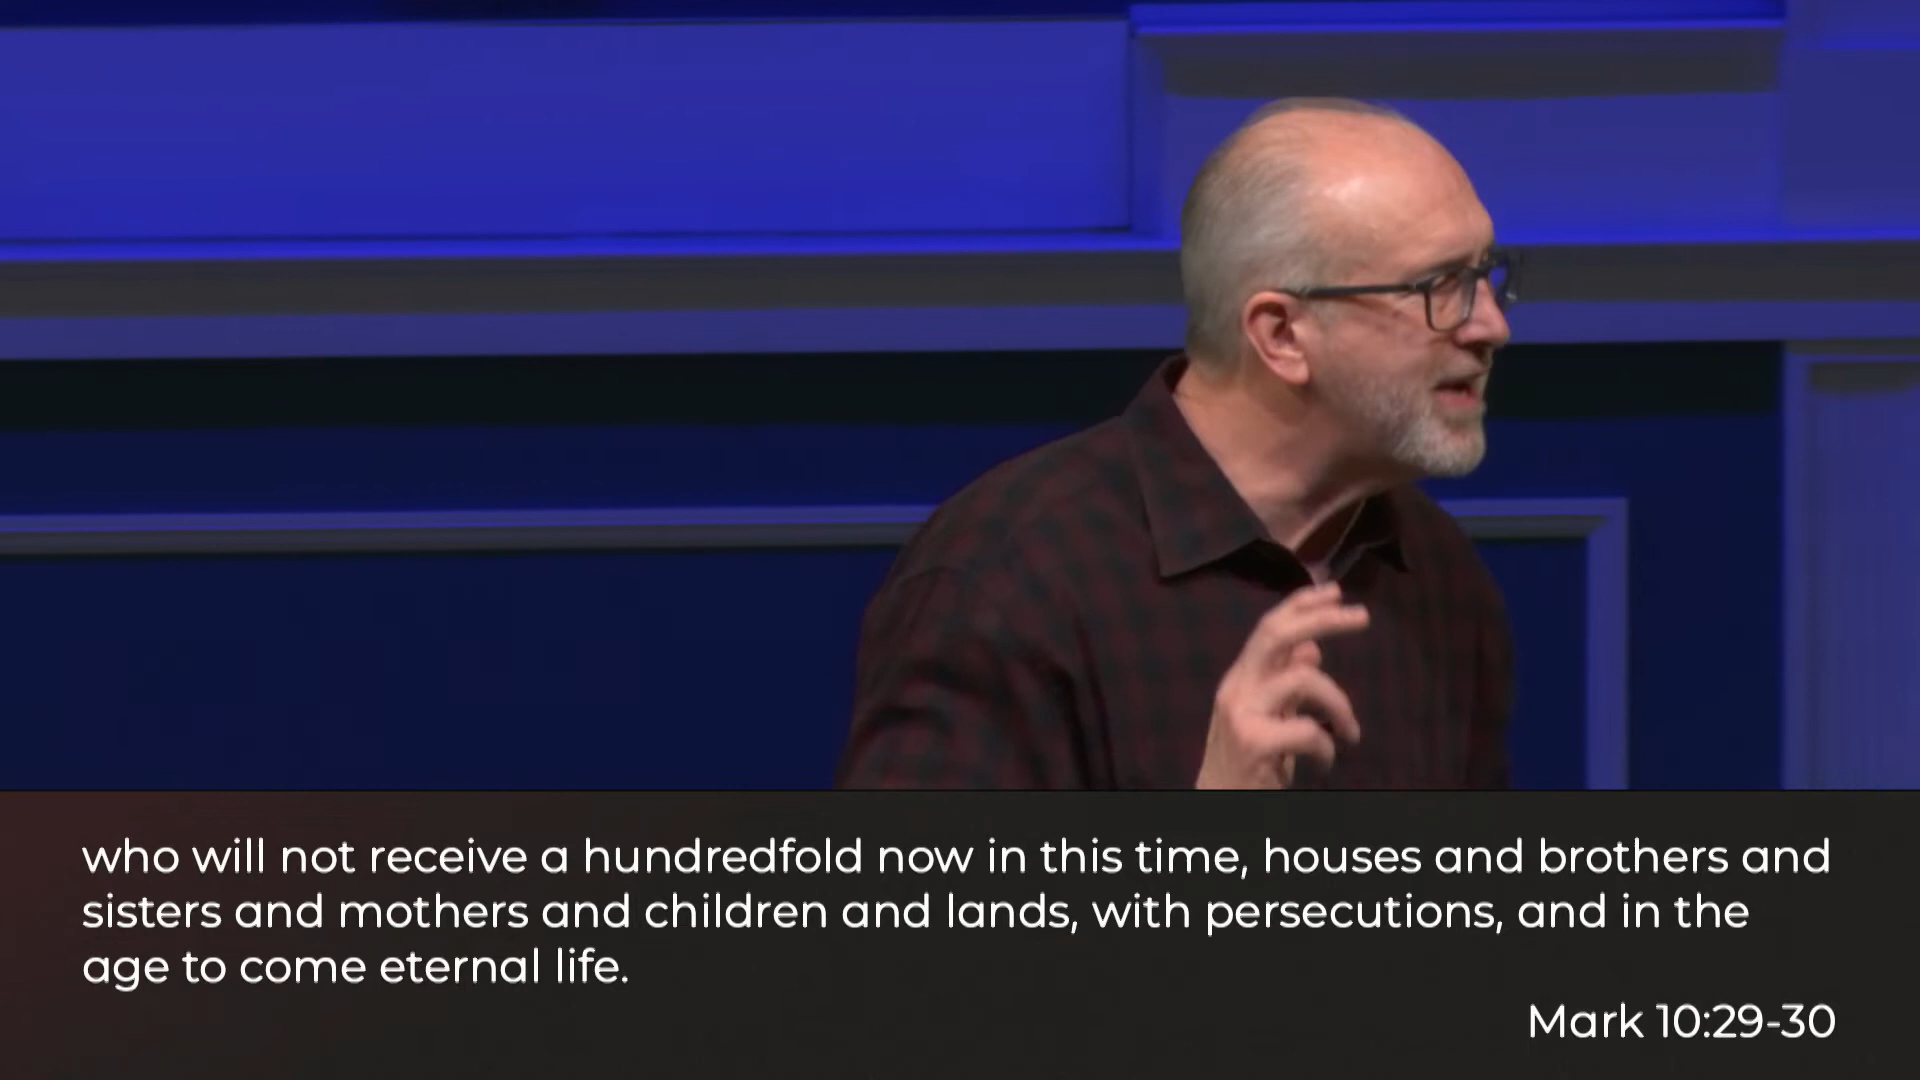 who will not receive a hundredfold now in this time, houses and brothers and
sisters and mothers and children and lands, with persecutions, and in the
age to come eternal life.
Mark 10:29-30